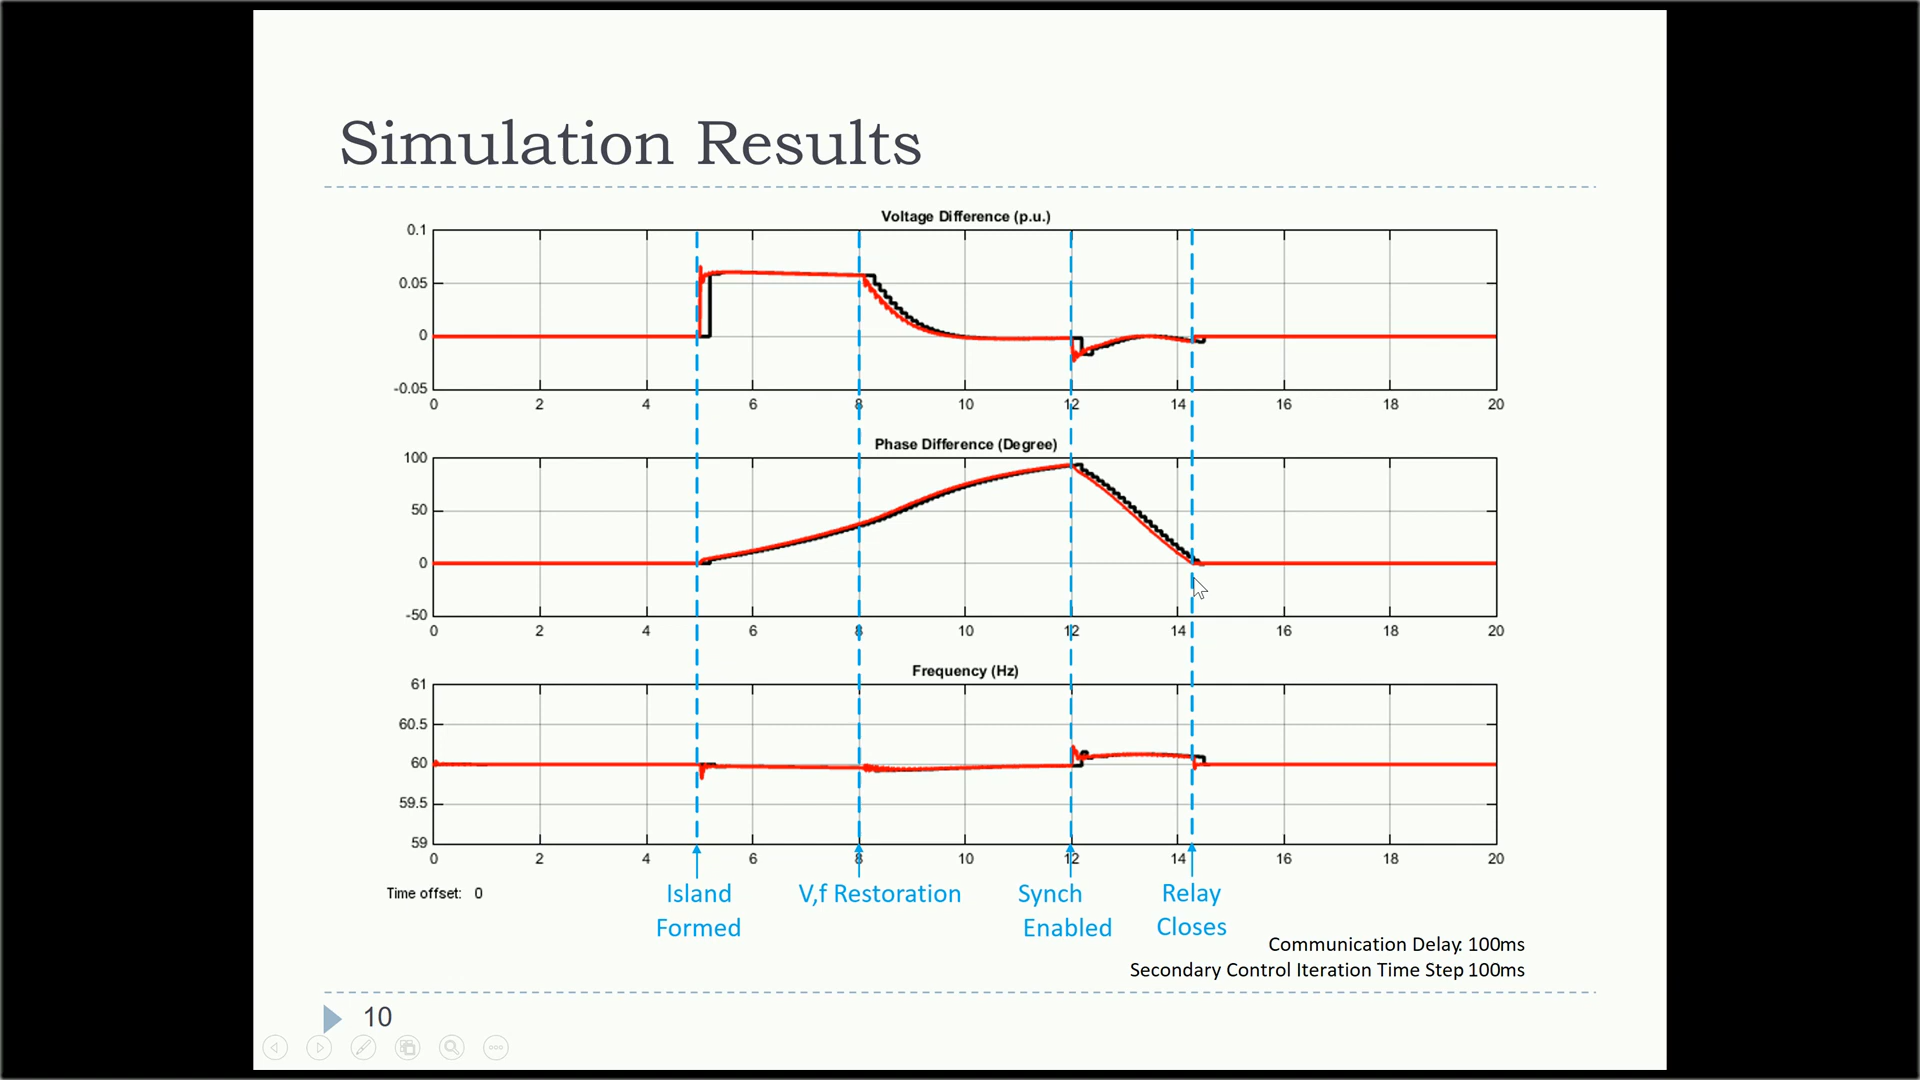 Simulation Results
Voltage Difference (p.u.)
0.1
0.05
0
-0.05
0 2 4 6 8 10 12 14 16 18 20
Phase Difference (Degree)
100
50
0
-50
0 2 4 6 8 10 12 14 16 18 20
Frequency (Hz)
61
60.5
60
59.5
59
0 2 4 6 8 10 12 14 16 18 20
Time offset: 0
Island
Formed
V,f Restoration
Synch
Enabled
Relay
Closes
Communication Delay: 100ms
Secondary Control Iteration Time Step 100ms
10